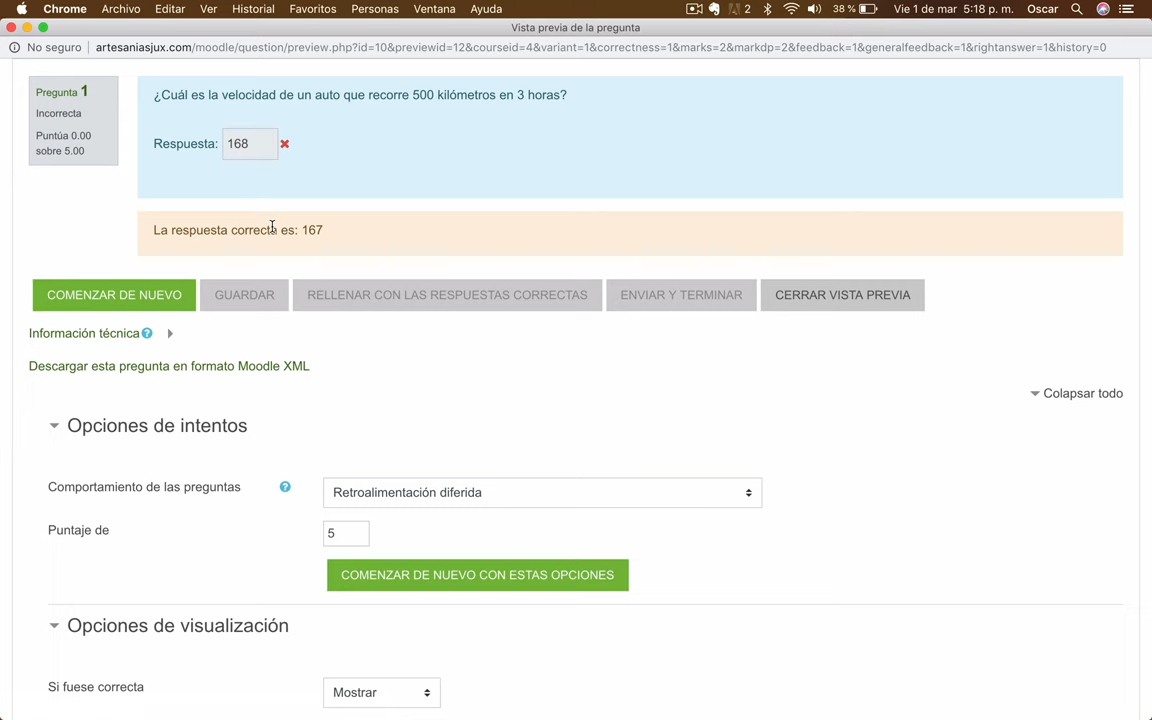 Chrome Archivo Editar Ver Historial Favoritos Personas Ventana Ayuda 2 38 % Vie 1 de mar 5:18 p. m. Oscar
Vista previa de la pregunta
No seguro artesaniasjux.com/moodle/question/preview.php?id=10&previewid=12&courseid=4&variant=1&correctness=1&marks=2&markdp=2&feedback=1&generalfeedback=1&rightanswer=1&history=0
Pregunta 1
Incorrecta
Puntúa 0.00
sobre 5.00
¿Cuál es la velocidad de un auto que recorre 500 kilómetros en 3 horas?
Respuesta: 168
La respuesta correcta es: 167
COMENZAR DE NUEVO GUARDAR RELLENAR CON LAS RESPUESTAS CORRECTAS ENVIAR Y TERMINAR CERRAR VISTA PREVIA
Información técnica
Descargar esta pregunta en formato Moodle XML
Colapsar todo
Opciones de intentos
Comportamiento de las preguntas Retroalimentación diferida
Puntaje de 5
COMENZAR DE NUEVO CON ESTAS OPCIONES
Opciones de visualización
Si fuese correcta Mostrar